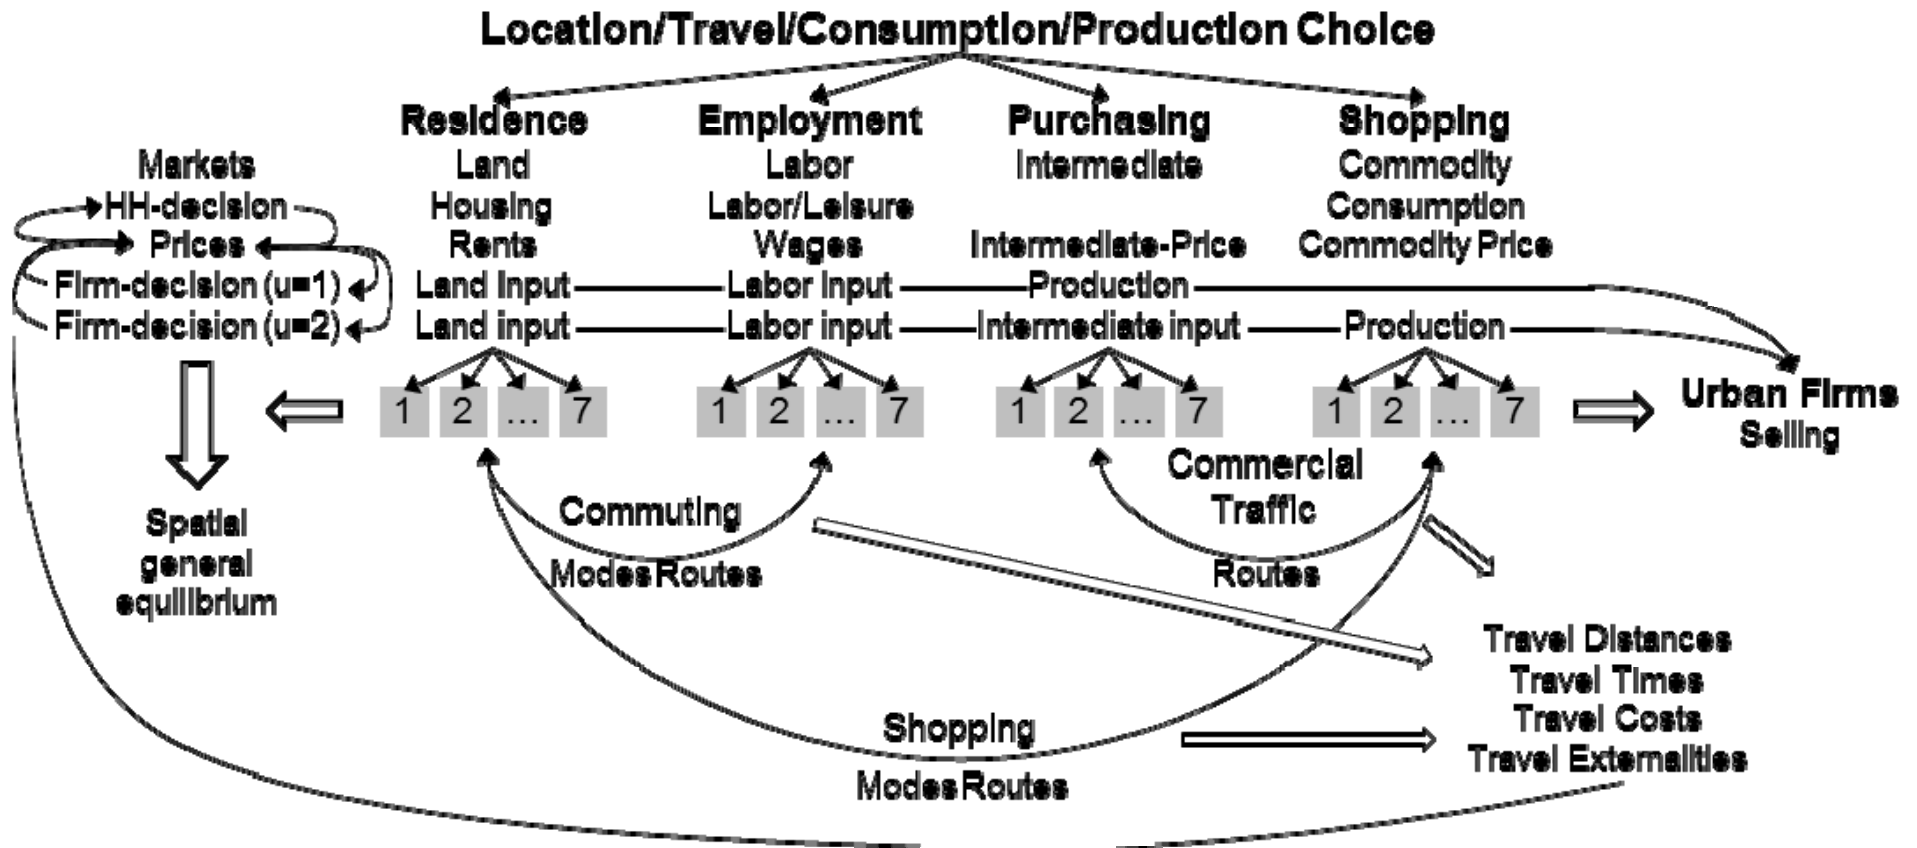 Location/Travel/Consumption/Production Choice
Residence Employment Purchasing Shopping
Markets Land Labor Intermediate Commodity
HH-decision Housing Labor/Leisure Consumption
Prices Rents Wages Intermediate-Price Commodity Price
Firm-decision (u=1) Land Input Labor Input Production
Firm-decision (u=2) Land input Labor input Intermediate input Production
1 2 ... 7 1 2 ... 7 1 2 ... 7 1 2 ... 7
Urban Firms
Selling
Commercial
Traffic
Routes
Commuting
Modes Routes
Spatial
general
equilibrium
Travel Distances
Travel Times
Travel Costs
Travel Externalities
Shopping
Modes Routes